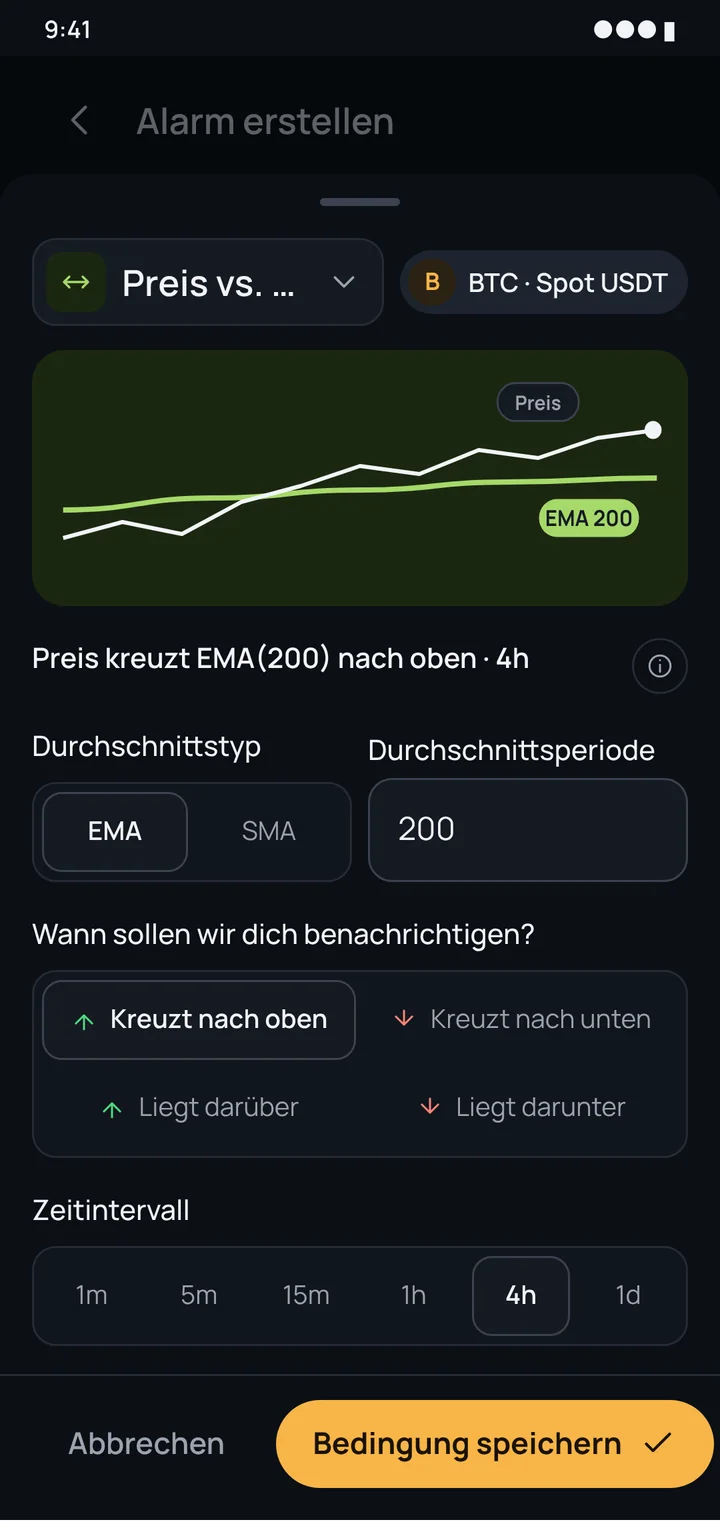 9:41
Alarm erstellen
Preis vs. ...
B BTC · Spot USDT
Preis
EMA 200
Preis kreuzt EMA(200) nach oben · 4h
Durchschnittstyp
Durchschnittsperiode
EMA SMA
200
Wann sollen wir dich benachrichtigen?
Kreuzt nach oben Kreuzt nach unten
Liegt darüber Liegt darunter
Zeitintervall
1m 5m 15m 1h 4h 1d
Abbrechen Bedingung speichern